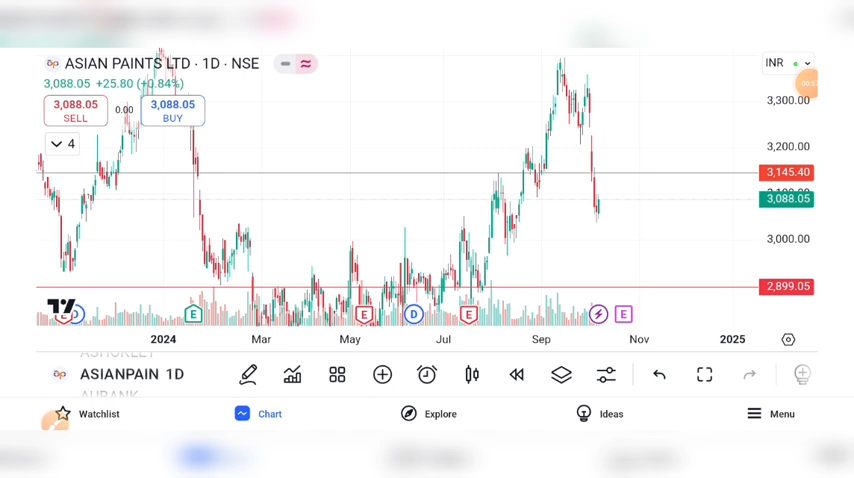 ASIAN PAINTS LTD · 1D · NSE
INR
3,088.05 +25.80 (+0.84%)
3,088.05 SELL
0.00
3,088.05 BUY
4
3,300.00
3,200.00
3,145.40
3,088.05
3,000.00
2,899.05
E D E E D E E
2024 Mar May Jul Sep Nov 2025
ASIANPAIN 1D
Watchlist Chart Explore Ideas Menu